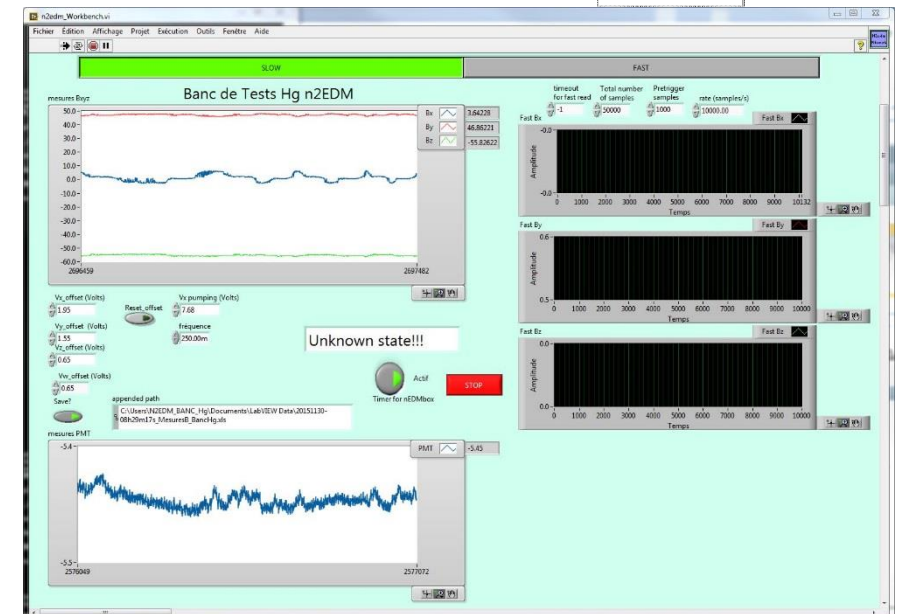 n2edm_Workbench.vi
Fichier Edition Affichage Projet Exécution Outils Fenêtre Aide
SLOW FAST
Banc de Tests Hg n2EDM
mesures Bxyz
50.0
40.0
30.0
20.0
10.0
0.0
-10.0
-20.0
-30.0
-40.0
-50.0
-60.0
2696459 2697482
Bx 3.64228
By 46.86221
Bz -55.82622
timeout for fast read
-1
Total number of samples
50000
Pretrigger samples
1000
rate (samples/s)
10000.00
Fast Bx Fast Bx
-0.0
Amplitude
-0.0
0 1000 2000 3000 4000 5000 6000 7000 8000 9000 10132
Temps
Fast By Fast By
0.6
Amplitude
0.5
0 1000 2000 3000 4000 5000 6000 7000 8000 9000 10000
Temps
Fast Bz Fast Bz
0.0
Amplitude
0.0
0 1000 2000 3000 4000 5000 6000 7000 8000 9000 10000
Temps
Vx_offset (Volts)
1.95
Reset_offset
Vx pumping (Volts)
7.68
Vy_offset (Volts)
1.55
fréquence
250.00m
Vz_offset (Volts)
0.65
Vw_offset (Volts)
0.65
Unknown state!!!
Actif
Timer for nEDMbox
STOP
Save?
appended path
C:\Users\N2EDM_BANC_Hg\Documents\LabVIEW Data\20151130-
08h29m17s_MesuresB_BancHg.xls
mesures PMT
PMT -5.45
-5.4
-5.5
2576049 2577072